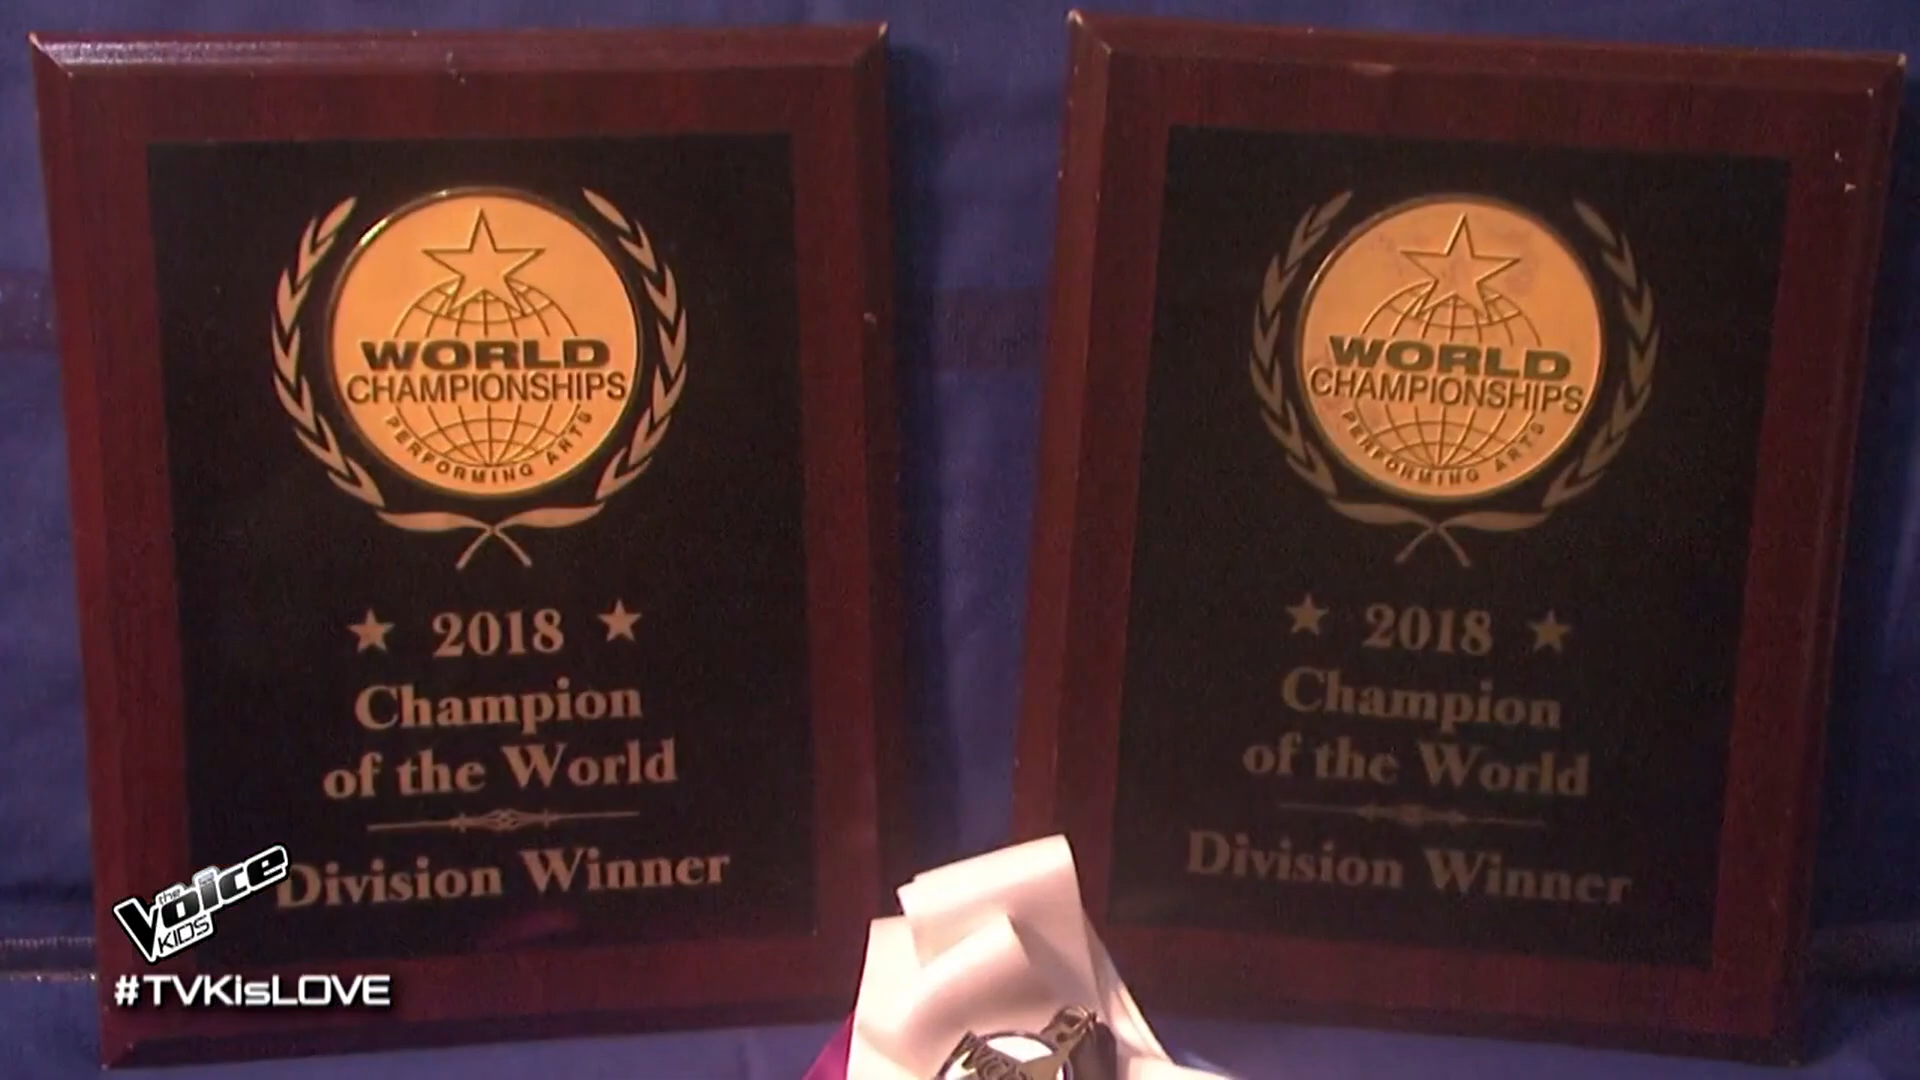 WORLD
CHAMPIONSHIPS
PERFORMING ARTS
2018
Champion
of the World
Division Winner
WORLD
CHAMPIONSHIPS
PERFORMING ARTS
2018
Champion
of the World
Division Winner
the Voice
KIDS
#TVKisLOVE